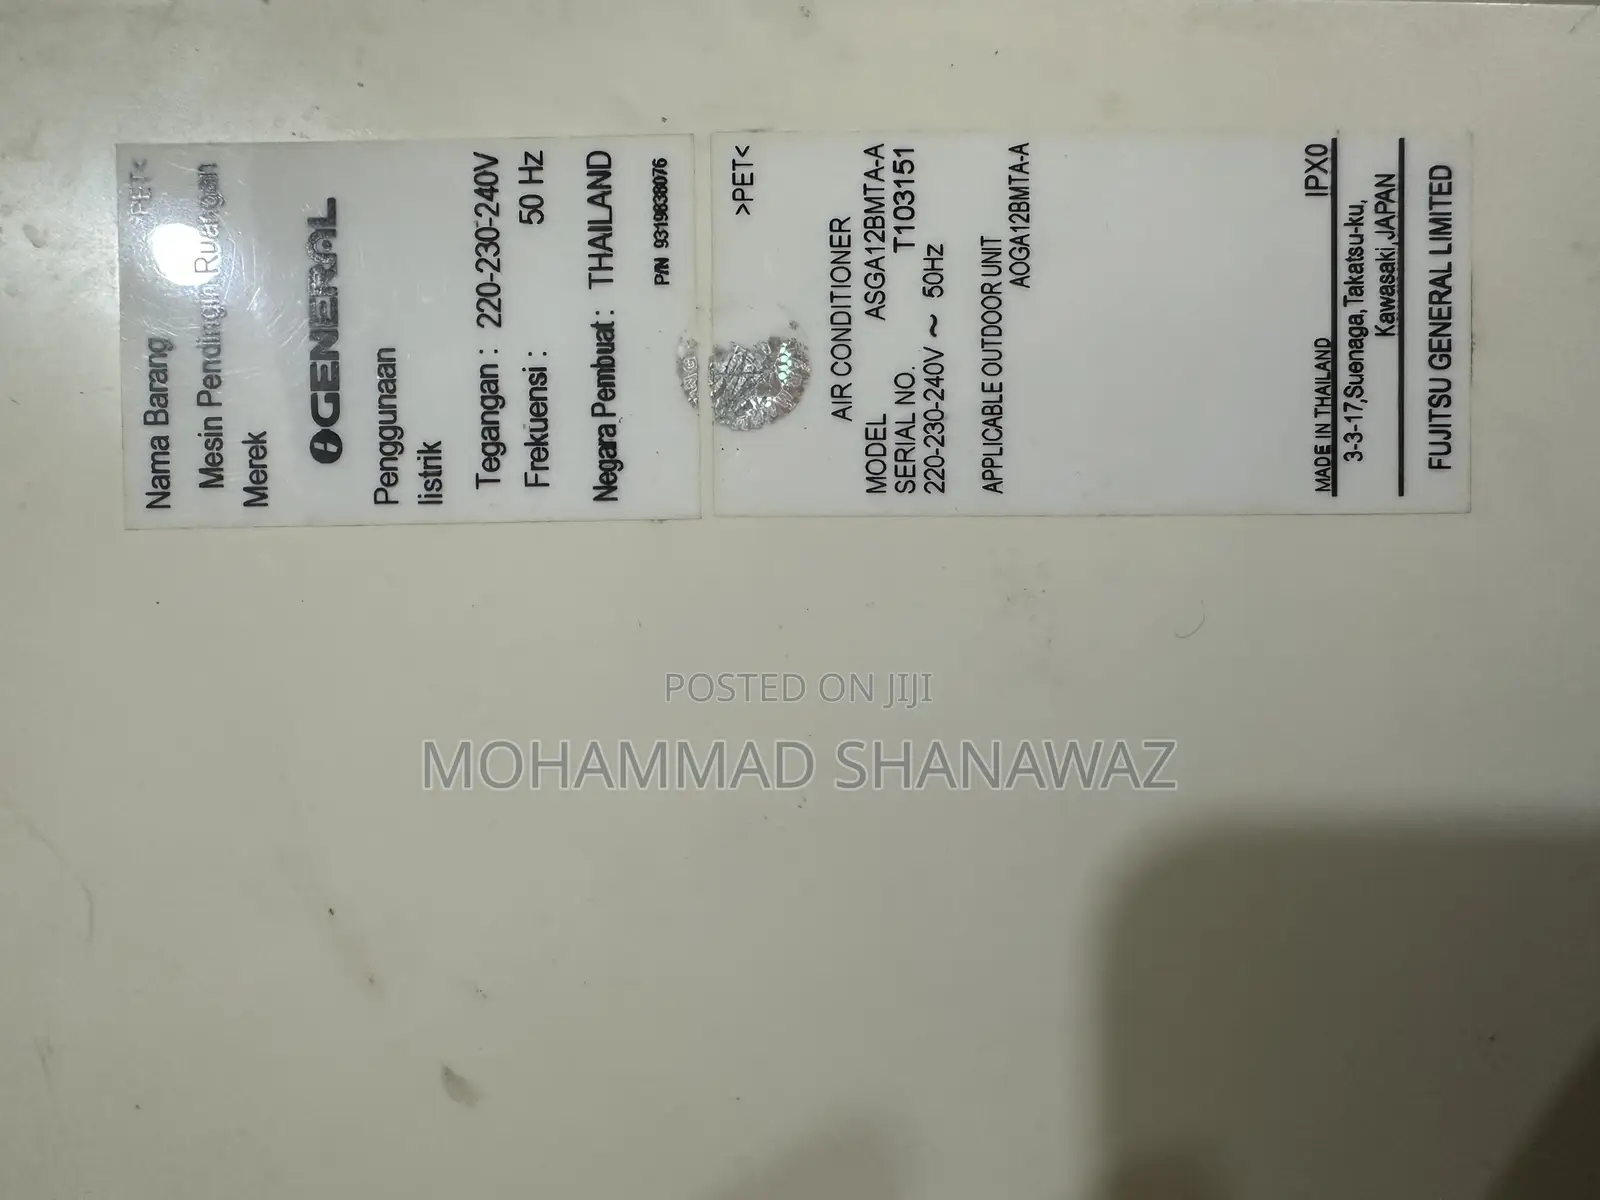 >PET<
Nama Barang
Mesin Pendingin Ruangan
Merek
GENERAL
Penggunaan
listrik
Tegangan : 220-230-240V
Frekuensi : 50 Hz
Negara Pembuat : THAILAND
P/N 9319838076
>PET<
AIR CONDITIONER
MODEL ASGA12BMTA-A
SERIAL NO. T103151
220-230-240V ~ 50Hz
APPLICABLE OUTDOOR UNIT
AOGA12BMTA-A
IPX0
MADE IN THAILAND
3-3-17,Suenaga,Takatsu-ku,
Kawasaki,JAPAN
FUJITSU GENERAL LIMITED
POSTED ON JIJI
MOHAMMAD SHANAWAZ